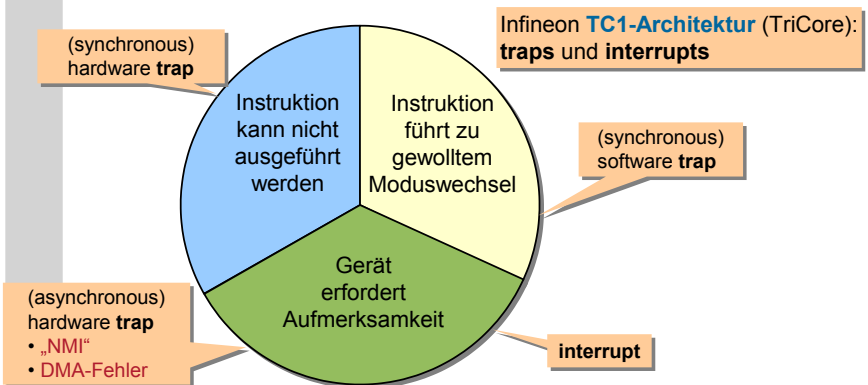 Infineon TC1-Architektur (TriCore):
traps und interrupts
(synchronous)
hardware trap
Instruktion
kann nicht
ausgeführt
werden
Instruktion
führt zu
gewolltem
Moduswechsel
(synchronous)
software trap
Gerät
erfordert
Aufmerksamkeit
(asynchronous)
hardware trap
• „NMI“
• DMA-Fehler
interrupt